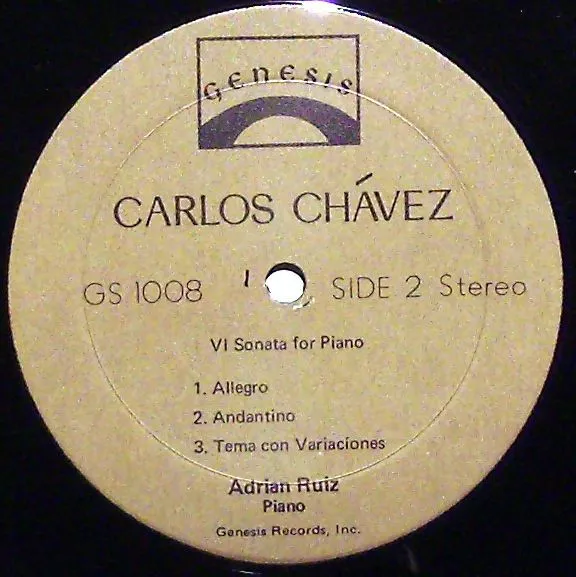 GENESIS
CARLOS CHÁVEZ
GS 1008 SIDE 2 Stereo
VI Sonata for Piano
1. Allegro
2. Andantino
3. Tema con Variaciones
Adrian Ruiz
Piano
Genesis Records, Inc.